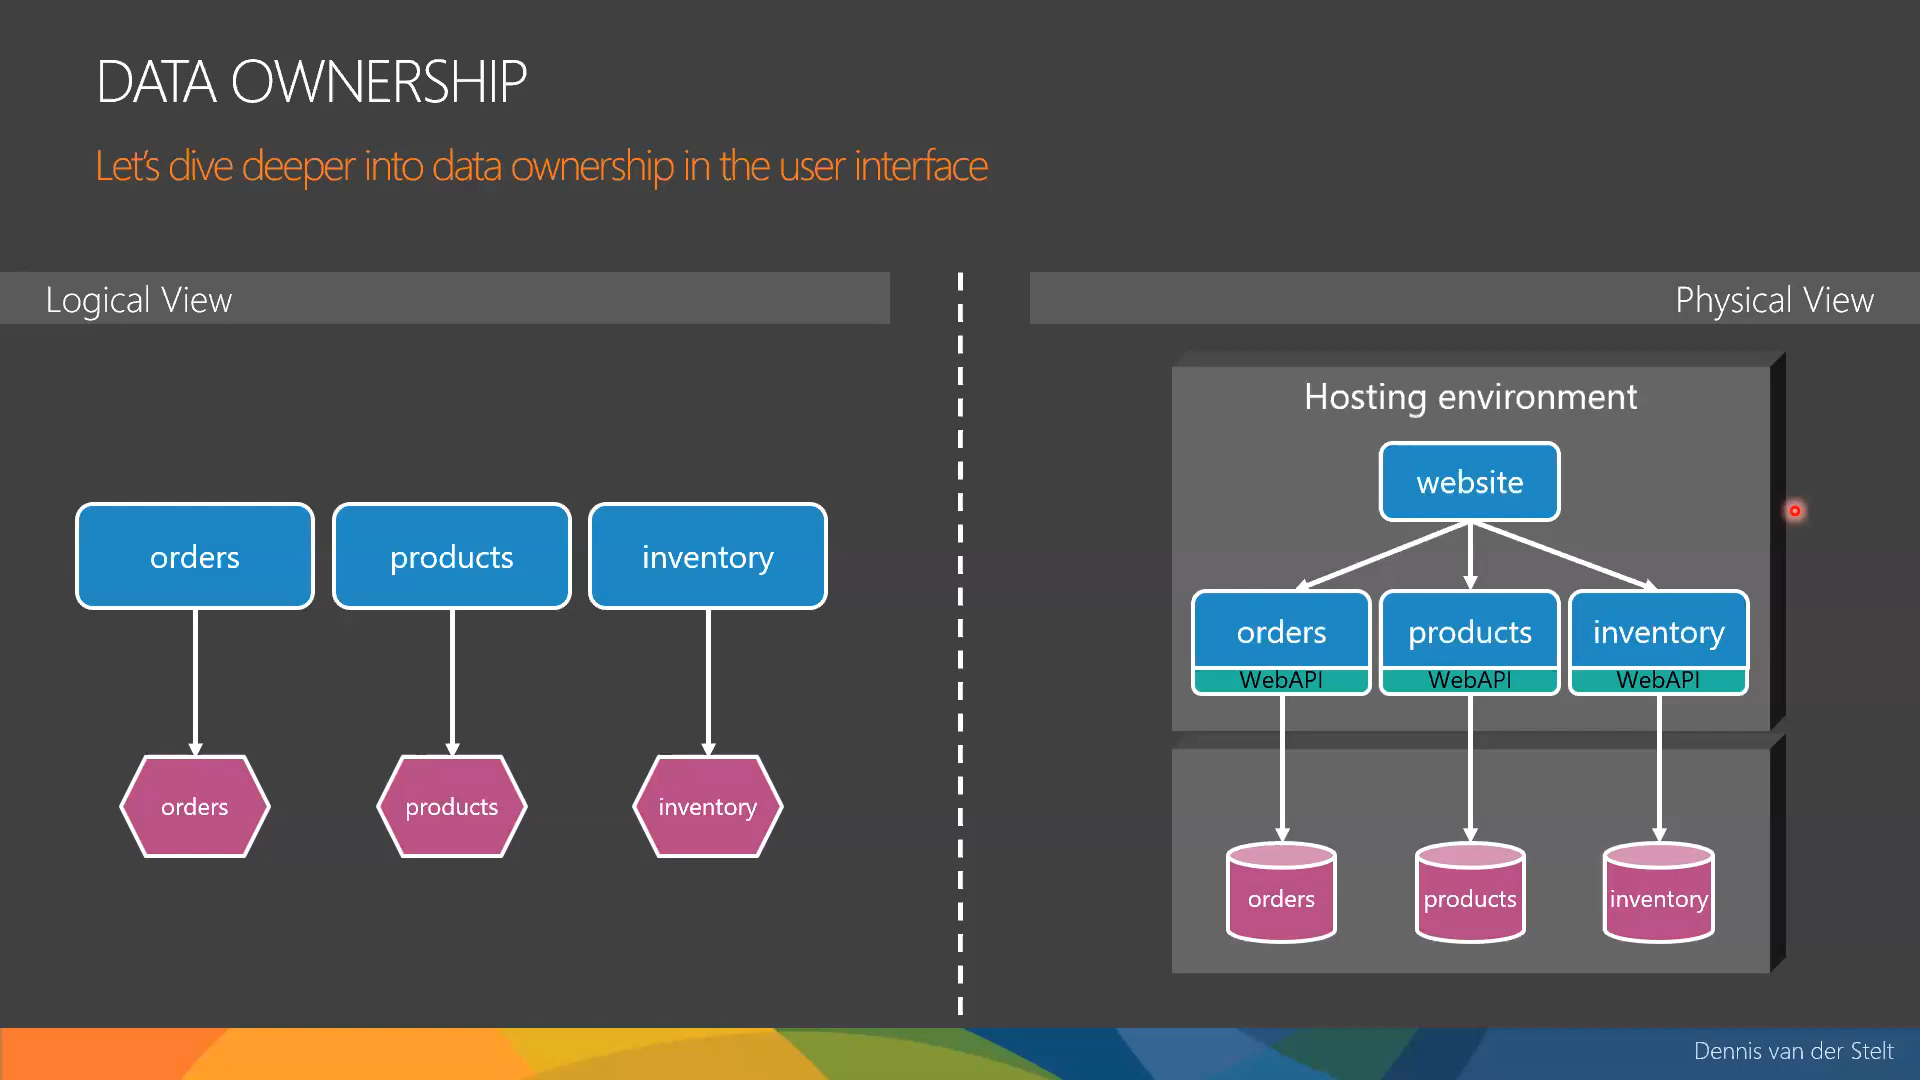 DATA OWNERSHIP
Let's dive deeper into data ownership in the user interface
Logical View
Physical View
orders
products
inventory
orders
products
inventory
Hosting environment
website
orders
products
inventory
WebAPI
WebAPI
WebAPI
orders
products
inventory
Dennis van der Stelt